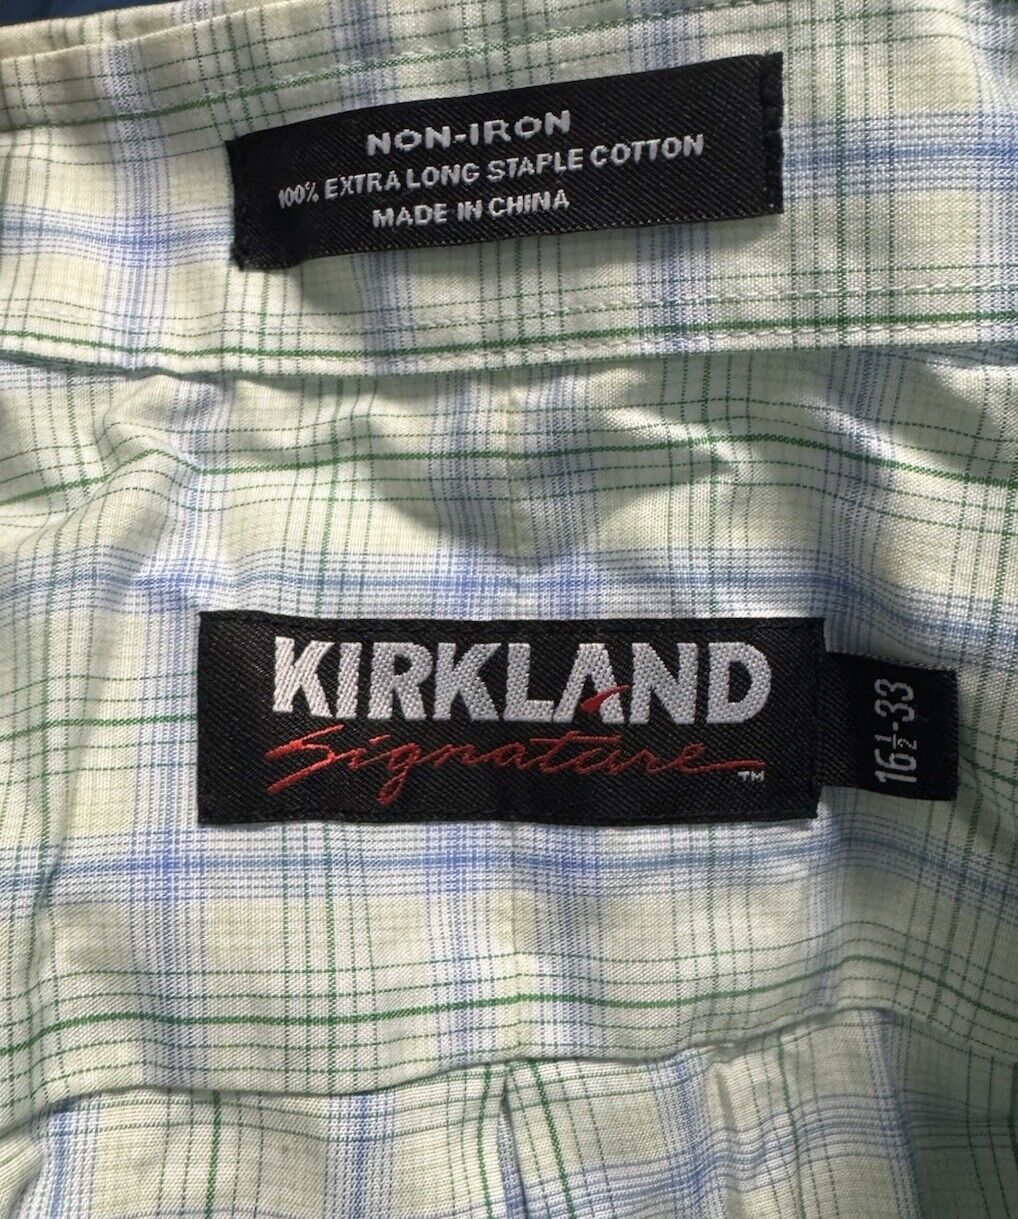 NON-IRON
100% EXTRA LONG STAPLE COTTON
MADE IN CHINA
KIRKLAND
Signature™
16½-33